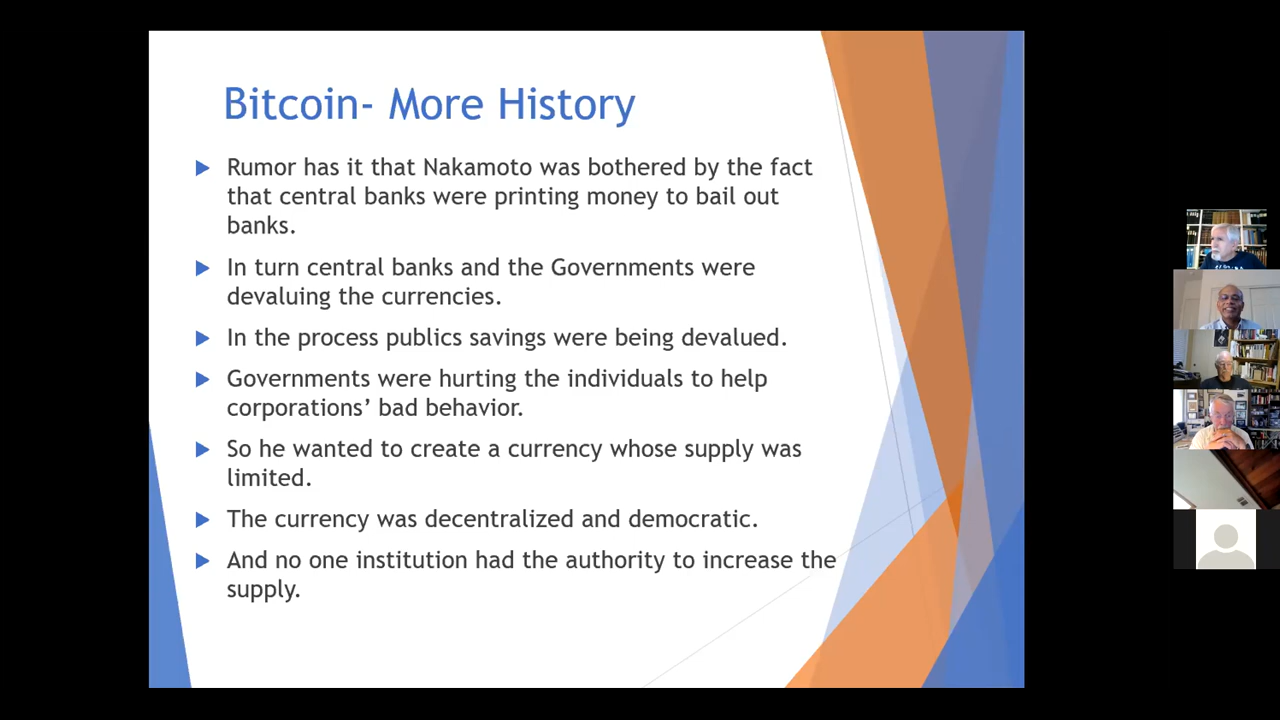 Bitcoin- More History
Rumor has it that Nakamoto was bothered by the fact
that central banks were printing money to bail out
banks.
In turn central banks and the Governments were
devaluing the currencies.
In the process publics savings were being devalued.
Governments were hurting the individuals to help
corporations’ bad behavior.
So he wanted to create a currency whose supply was
limited.
The currency was decentralized and democratic.
And no one institution had the authority to increase the
supply.